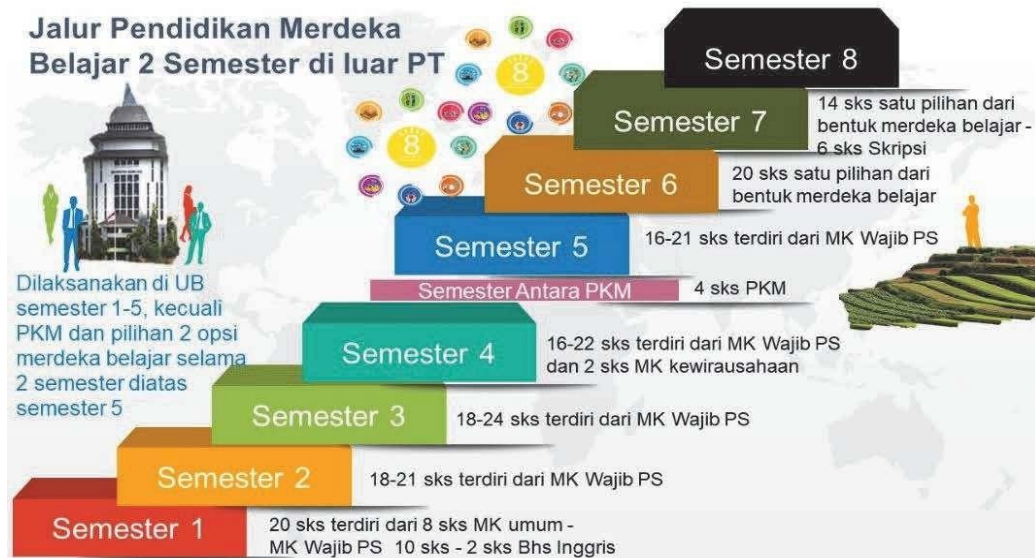 Jalur Pendidikan Merdeka
Belajar 2 Semester di luar PT
8
8
Semester 8
Semester 7
14 sks satu pilihan dari
bentuk merdeka belajar -
6 sks Skripsi
Semester 6
20 sks satu pilihan dari
bentuk merdeka belajar
Semester 5
16-21 sks terdiri dari MK Wajib PS
Semester Antara PKM
4 sks PKM
Dilaksanakan di UB
semester 1-5, kecuali
PKM dan pilihan 2 opsi
merdeka belajar selama
2 semester diatas
semester 5
Semester 4
16-22 sks terdiri dari MK Wajib PS
dan 2 sks MK kewirausahaan
Semester 3
18-24 sks terdiri dari MK Wajib PS
Semester 2
18-21 sks terdiri dari MK Wajib PS
Semester 1
20 sks terdiri dari 8 sks MK umum -
MK Wajib PS 10 sks - 2 sks Bhs Inggris